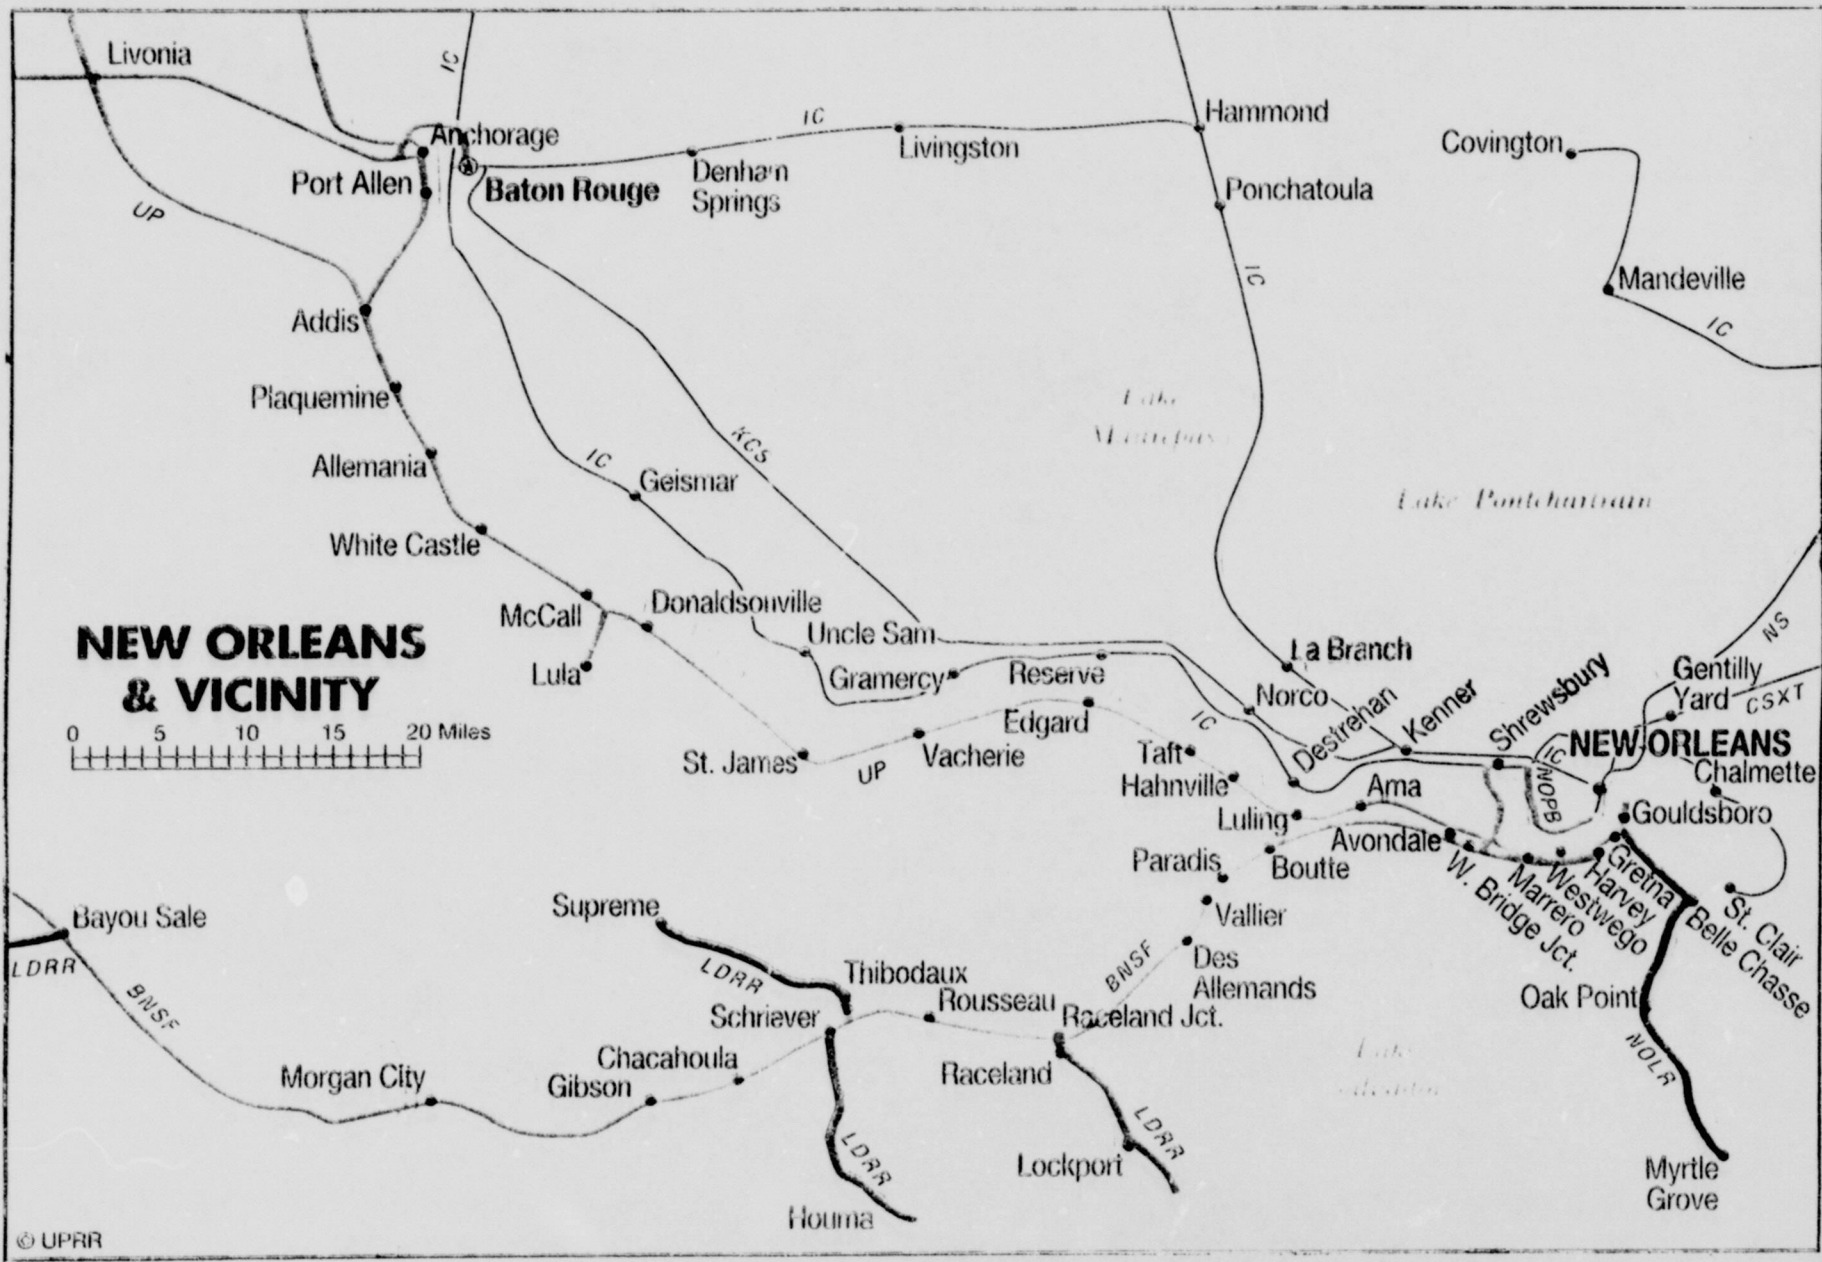 Livonia
IC
IC
Hammond
Anchorage
Livingston
Covington
Port Allen
Baton Rouge
Denham
Springs
Ponchatoula
UP
IC
Mandeville
Addis
IC
Plaquemine
Lake
KCS
Allemania
IC
Geismar
Lake Pontchartrain
White Castle
McCall
Donaldsonville
NEW ORLEANS
& VICINITY
0 5 10 15 20 Miles
Uncle Sam
NS
La Branch
Lula
Gramercy
Reserve
Gentilly
Yard
CSXT
Norco
Destrehan
Kenner
Shrewsbury
Edgard
IC
IC
NEW ORLEANS
St. James
UP
Vacherie
Taft
Hahnville
Ama
NOPB
Chalmette
Luling
Gouldsboro
Avondale
Paradis
Boutte
Gretna
Harvey
Westwego
Marrero
W. Bridge Jct.
Bayou Sale
Supreme
Vallier
St. Clair
Belle Chasse
LDRR
LDRR
Thibodaux
BNSF
Des
Allemands
BNSF
Rousseau
Oak Point
Schriever
Raceland Jct.
Chacahoula
NOLR
Morgan City
Gibson
Raceland
Lake
LDRR
LDRR
Lockport
Myrtle
Grove
Houma
© UPRR